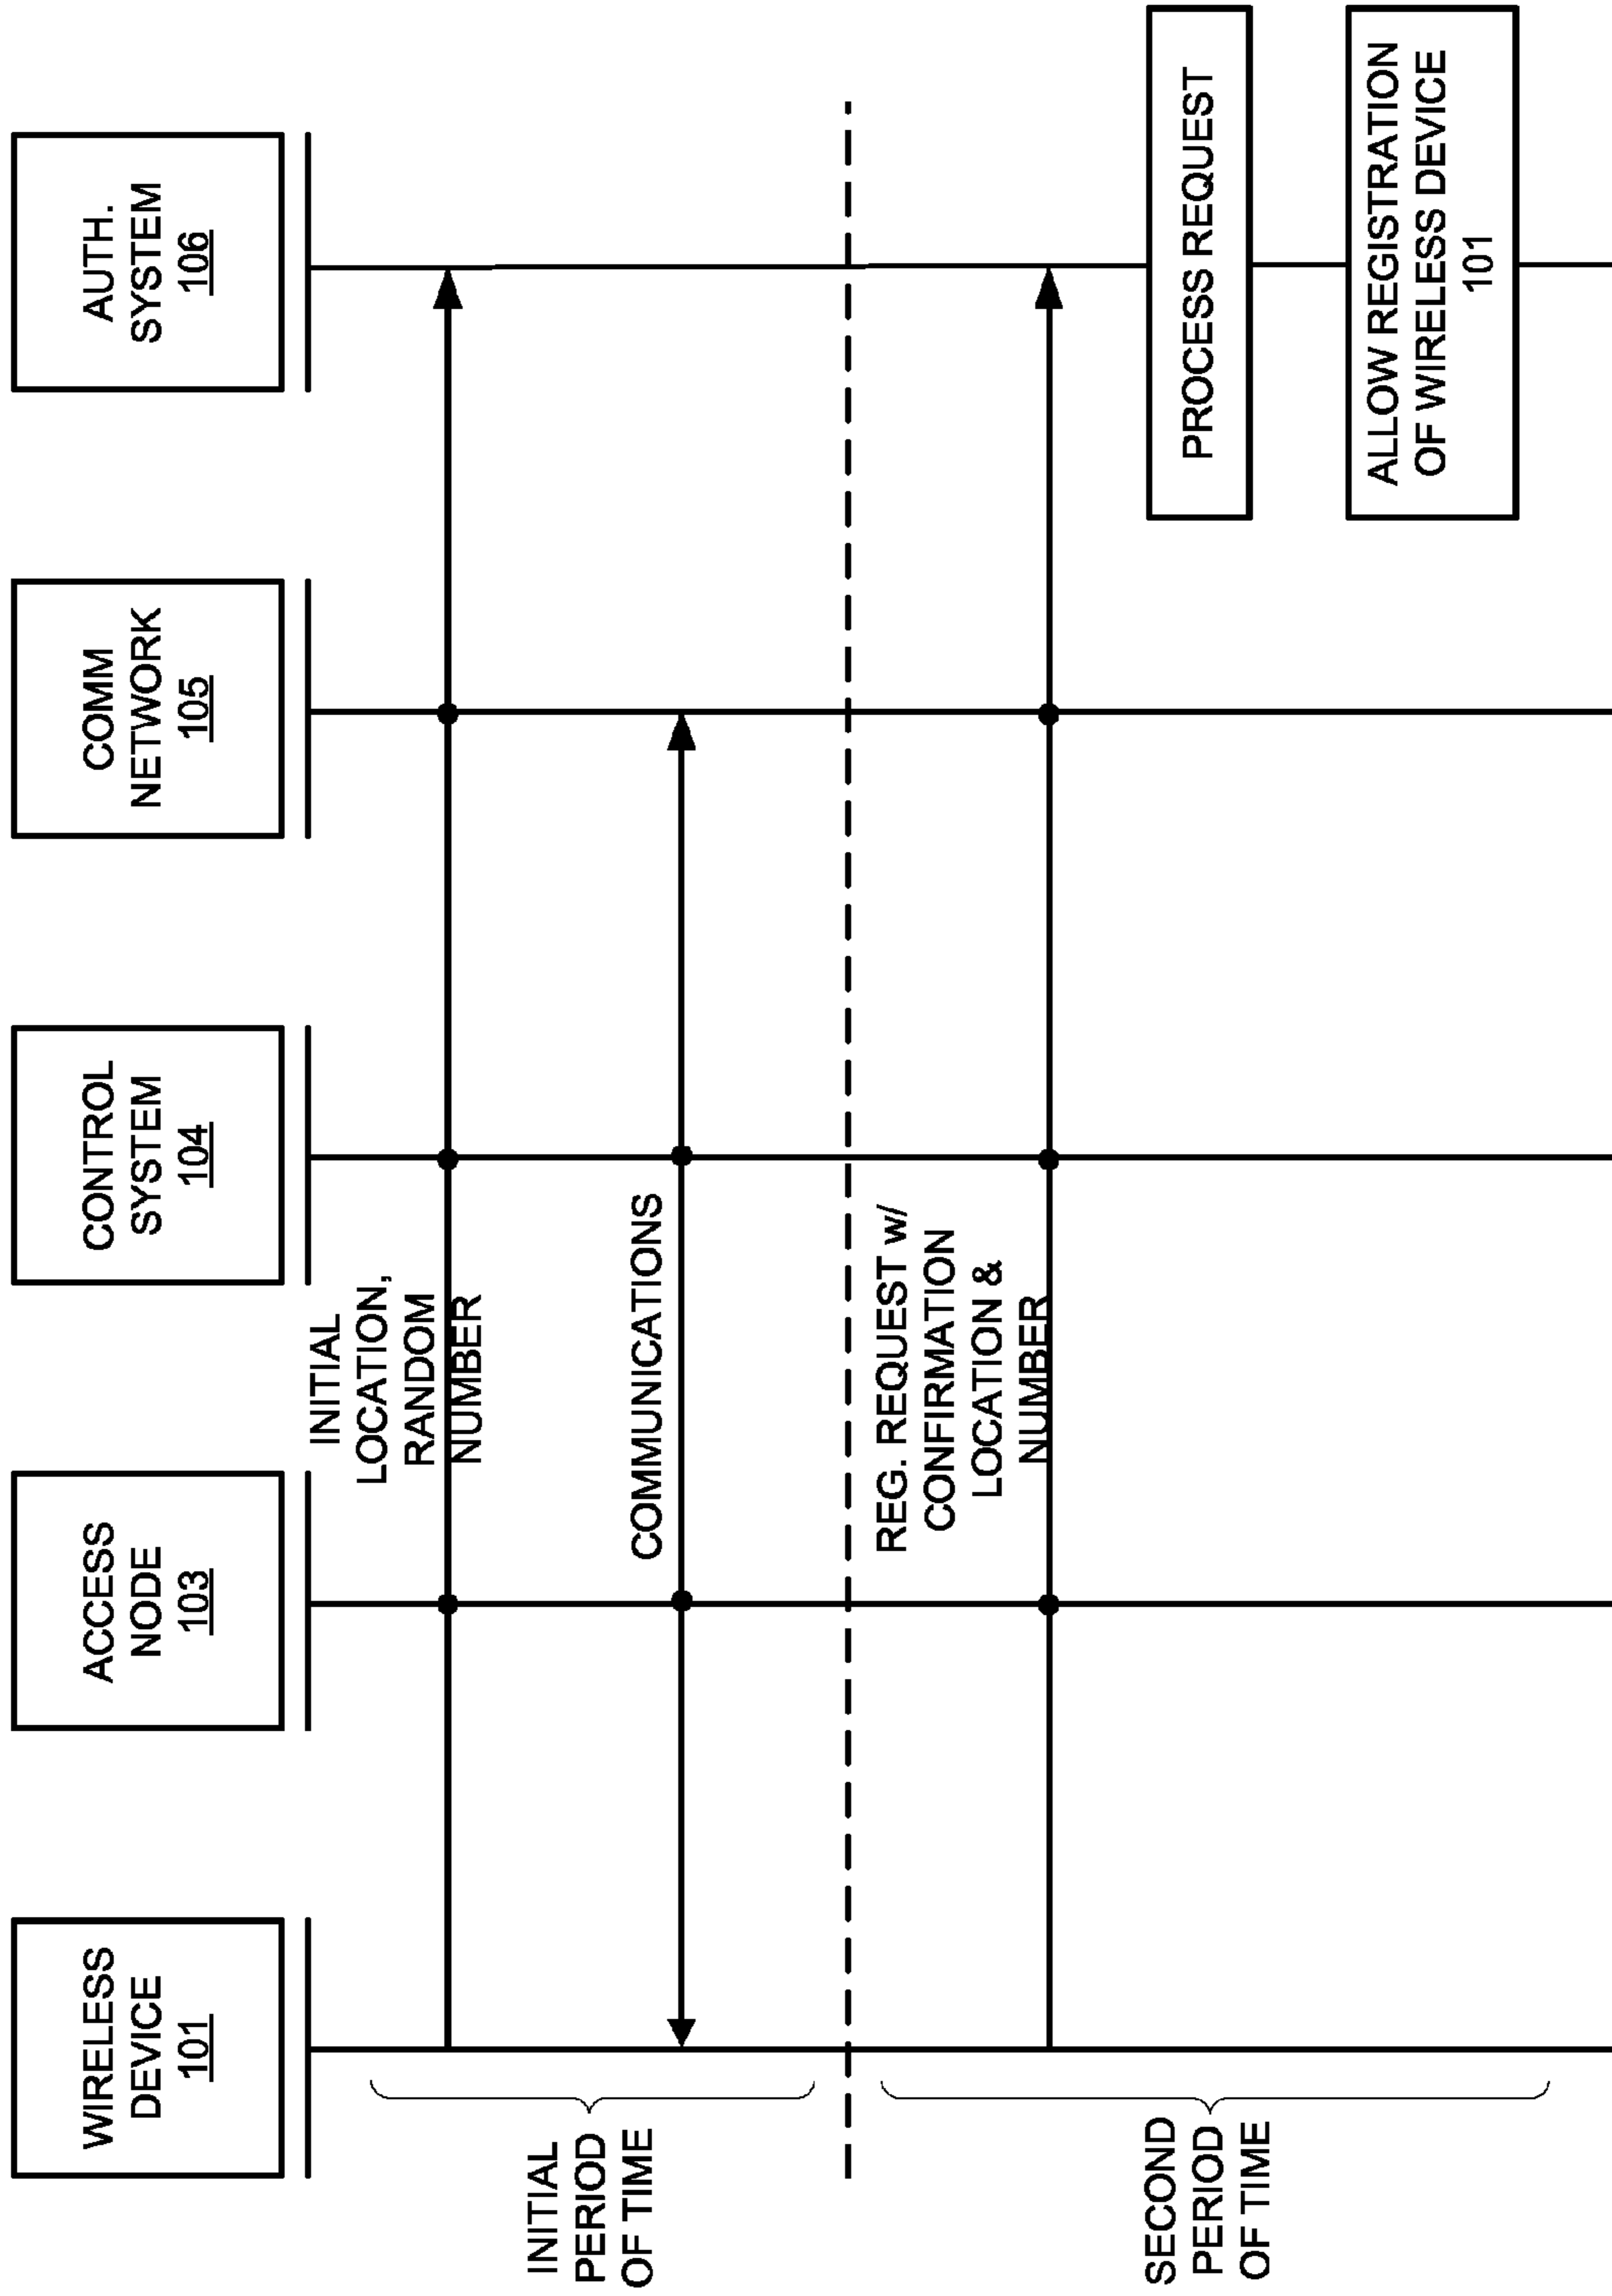 WIRELESS
DEVICE
101
ACCESS
NODE
103
CONTROL
SYSTEM
104
COMM
NETWORK
105
AUTH.
SYSTEM
106
INITIAL
PERIOD
OF TIME
INITIAL
LOCATION,
RANDOM
NUMBER
COMMUNICATIONS
SECOND
PERIOD
OF TIME
REG. REQUEST w/
CONFIRMATION
LOCATION &
NUMBER
PROCESS REQUEST
ALLOW REGISTRATION
OF WIRELESS DEVICE
101